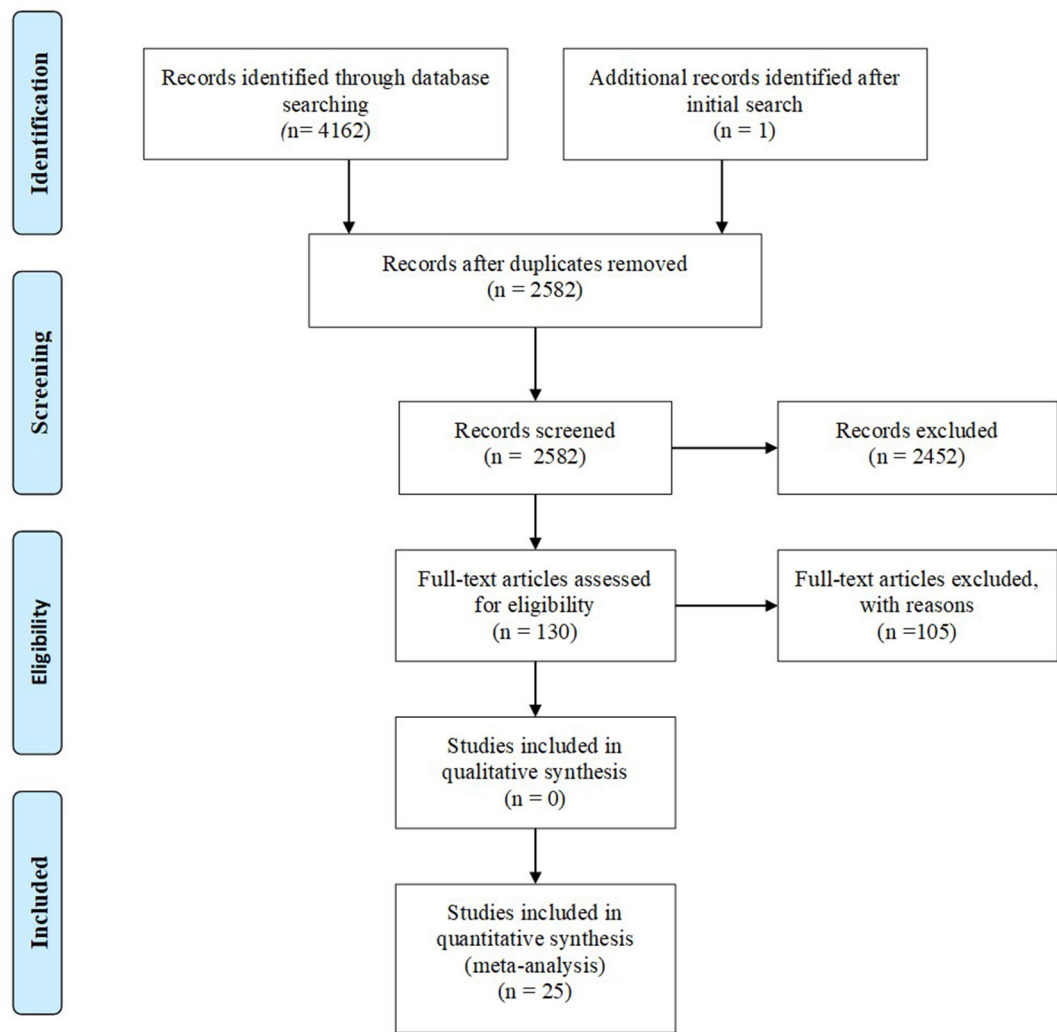 Identification
Records identified through database
searching
(n= 4162)
Additional records identified after
initial search
(n = 1)
Records after duplicates removed
(n = 2582)
Screening
Records screened
(n =  2582)
Records excluded
(n = 2452)
Eligibility
Full-text articles assessed
for eligibility
(n = 130)
Full-text articles excluded,
with reasons
(n =105)
Studies included in
qualitative synthesis
(n = 0)
Included
Studies included in
quantitative synthesis
(meta-analysis)
(n = 25)